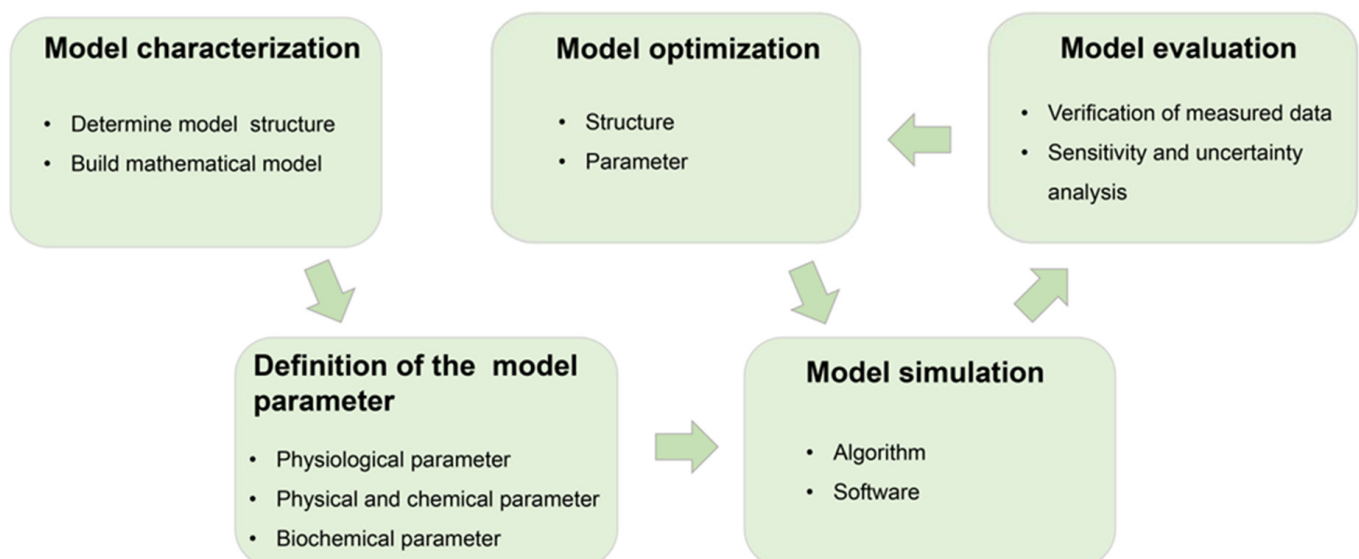 Model characterization
• Determine model structure
• Build mathematical model
Model optimization
• Structure
• Parameter
Model evaluation
• Verification of measured data
• Sensitivity and uncertainty
analysis
Definition of the model
parameter
• Physiological parameter
• Physical and chemical parameter
• Biochemical parameter
Model simulation
• Algorithm
• Software